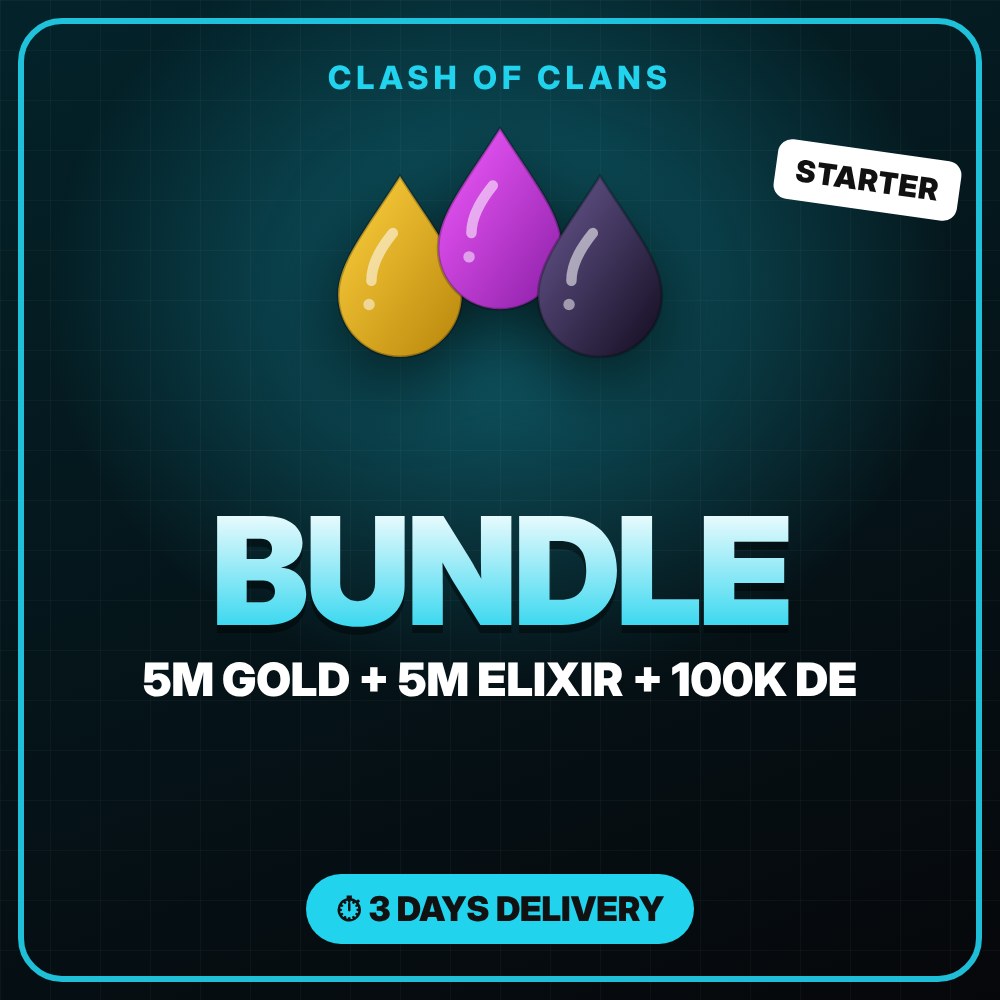 CLASH OF CLANS
STARTER
BUNDLE
5M GOLD + 5M ELIXIR + 100K DE
⏱ 3 DAYS DELIVERY